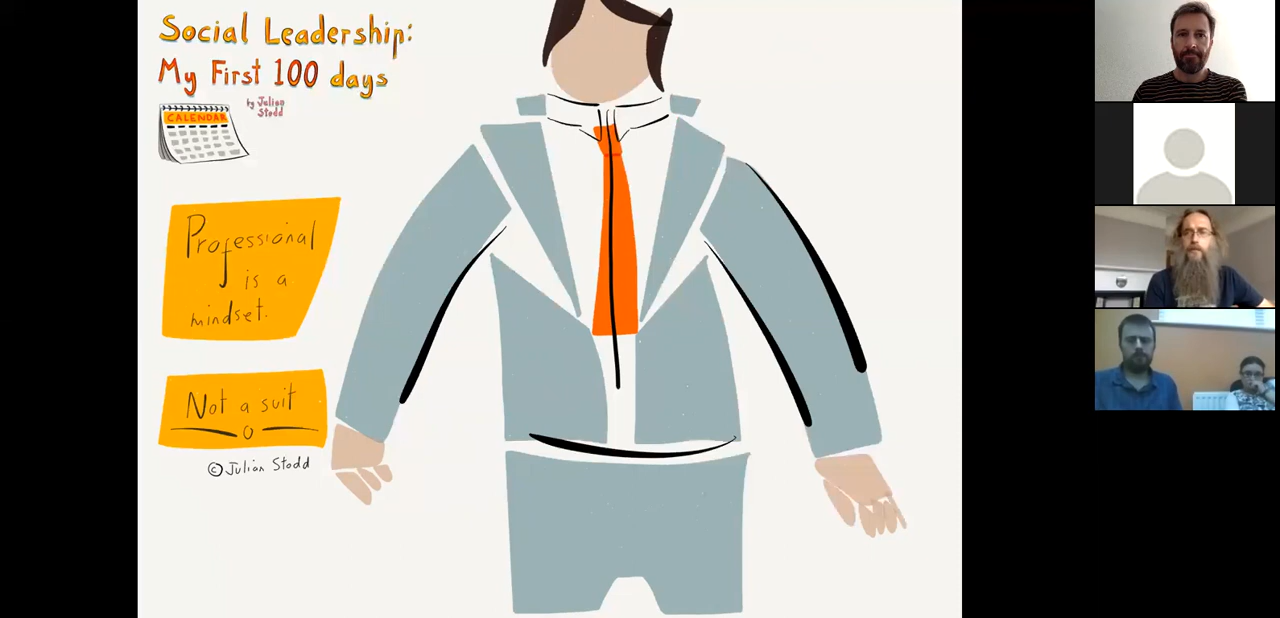 Social Leadership:
My First 100 days
by Julian
Stodd
CALENDAR
Professional
is a
mindset.
Not a suit
© Julian Stodd